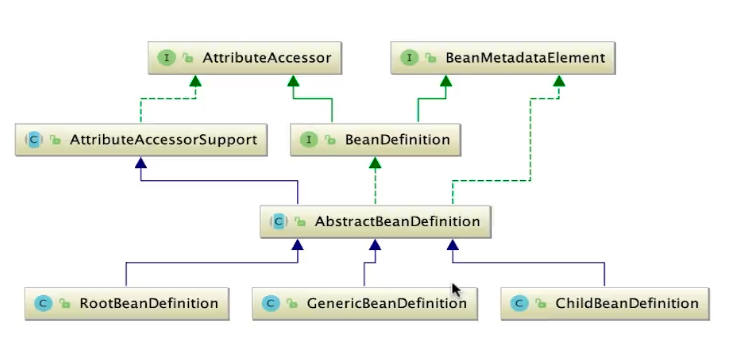 I AttributeAccessor
I BeanMetadataElement
C AttributeAccessorSupport
I BeanDefinition
C AbstractBeanDefinition
C RootBeanDefinition
C GenericBeanDefinition
C ChildBeanDefinition